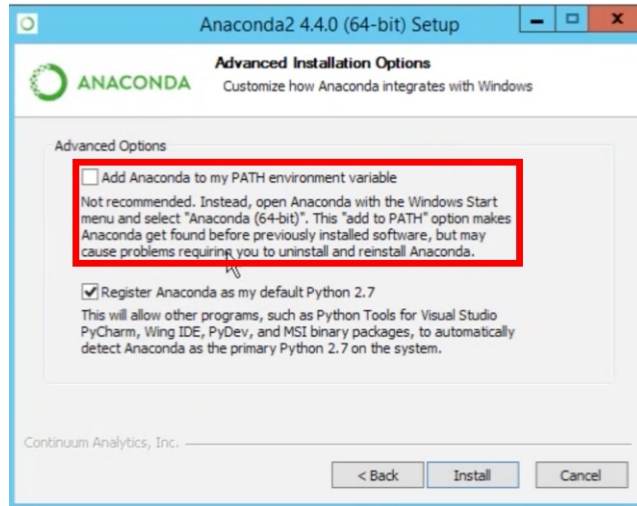 Anaconda2 4.4.0 (64-bit) Setup
ANACONDA
Advanced Installation Options
Customize how Anaconda integrates with Windows
Advanced Options
Add Anaconda to my PATH environment variable
Not recommended. Instead, open Anaconda with the Windows Start
menu and select "Anaconda (64-bit)". This "add to PATH" option makes
Anaconda get found before previously installed software, but may
cause problems requiring you to uninstall and reinstall Anaconda.
Register Anaconda as my default Python 2.7
This will allow other programs, such as Python Tools for Visual Studio
PyCharm, Wing IDE, PyDev, and MSI binary packages, to automatically
detect Anaconda as the primary Python 2.7 on the system.
Continuum Analytics, Inc.
< Back Install Cancel